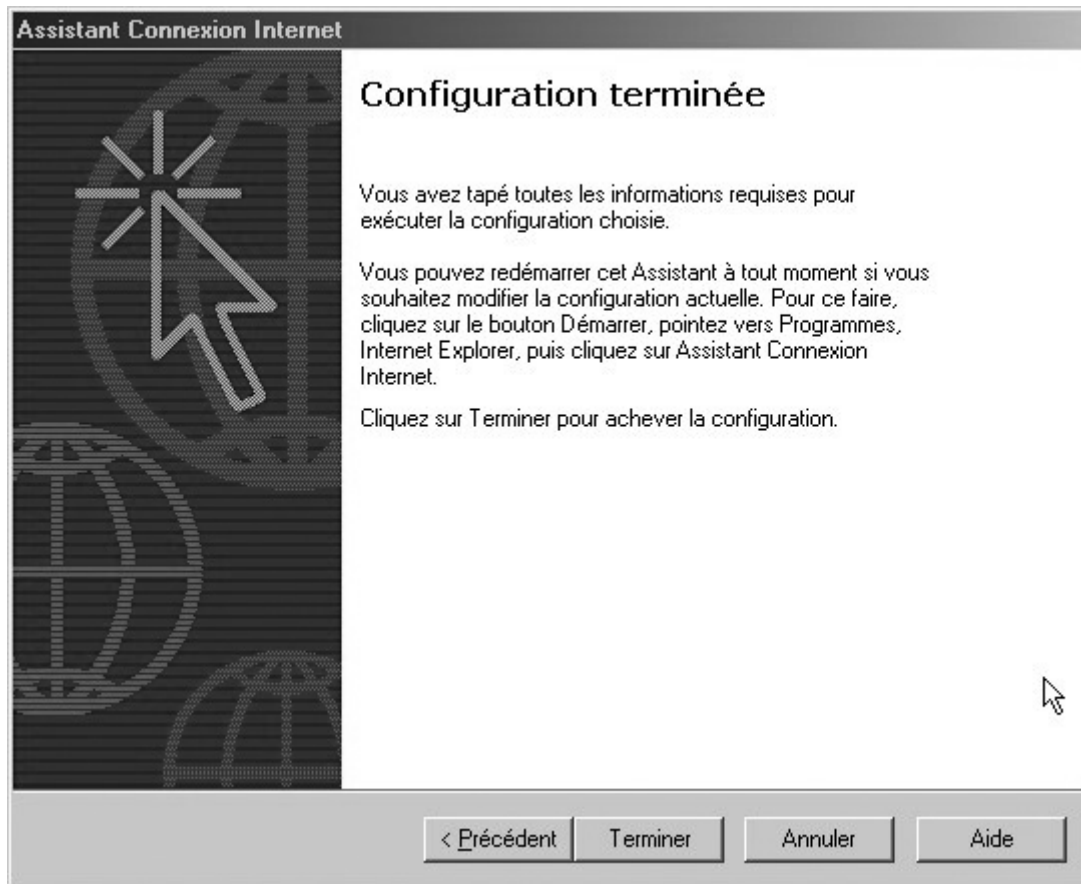 Assistant Connexion Internet
Configuration terminée
Vous avez tapé toutes les informations requises pour
exécuter la configuration choisie.
Vous pouvez redémarrer cet Assistant à tout moment si vous
souhaitez modifier la configuration actuelle. Pour ce faire,
cliquez sur le bouton Démarrer, pointez vers Programmes,
Internet Explorer, puis cliquez sur Assistant Connexion
Internet.
Cliquez sur Terminer pour achever la configuration.
< Précédent Terminer Annuler Aide